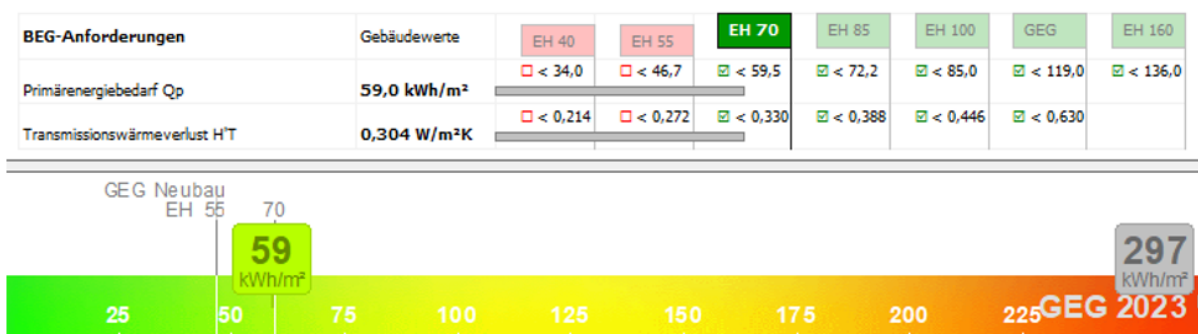 BEG-Anforderungen Gebäudewerte EH 40 EH 55 EH 70 EH 85 EH 100 GEG EH 160
< 34,0 < 46,7 < 59,5 < 72,2 < 85,0 < 119,0 < 136,0
Primärenergiebedarf Qp 59,0 kWh/m²
< 0,214 < 0,272 < 0,330 < 0,388 < 0,446 < 0,630
Transmissionswärmeverlust H'T 0,304 W/m²K
GEG Neubau
EH 55 70
59 297
kWh/m² kWh/m²
25 50 75 100 125 150 175 200 225 GEG 2023